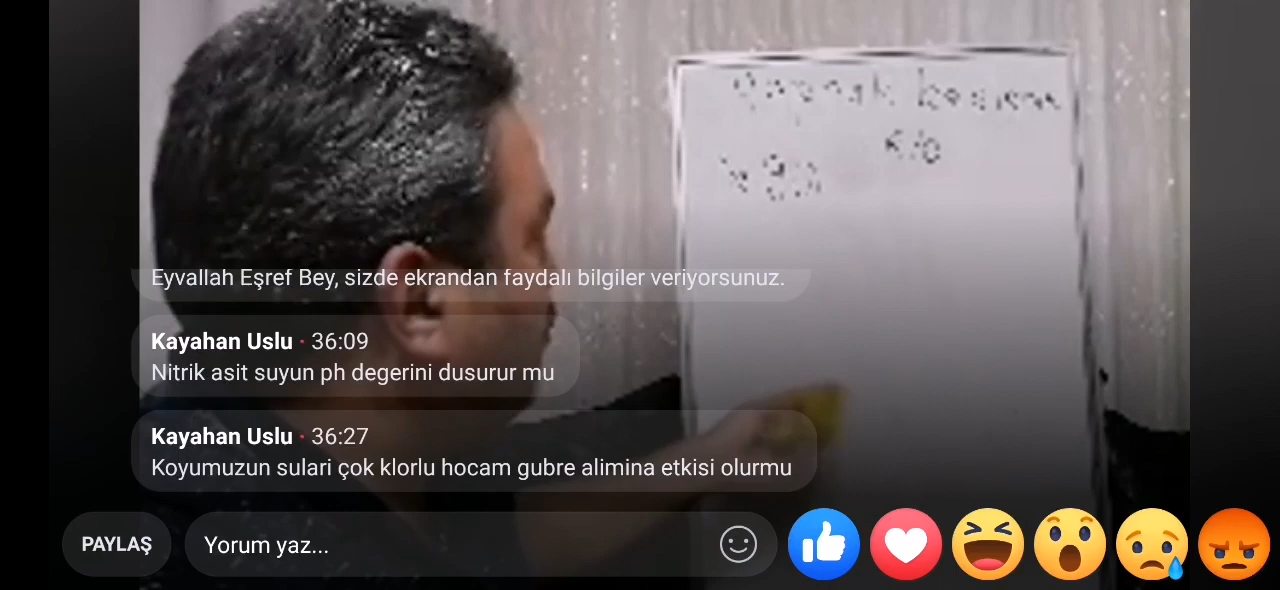 Eyvallah Eşref Bey, sizde ekrandan faydalı bilgiler veriyorsunuz.
Kayahan Uslu • 36:09
Nitrik asit suyun ph degerini dusurur mu
Kayahan Uslu • 36:27
Koyumuzun sulari çok klorlu hocam gubre alimina etkisi olurmu
PAYLAŞ
Yorum yaz...